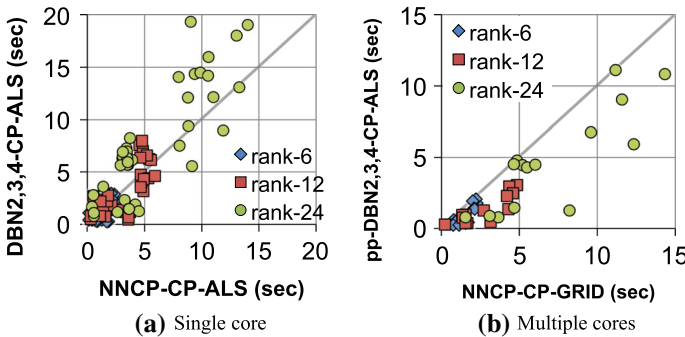 DBN2,3,4-CP-ALS (sec)
20
15
10
5
0
0
5
10
15
20
rank-6
rank-12
rank-24
NNCP-CP-ALS (sec)
(a) Single core
pp-DBN2,3,4-CP-ALS (sec)
15
10
5
0
0
5
10
15
rank-6
rank-12
rank-24
NNCP-CP-GRID (sec)
(b) Multiple cores